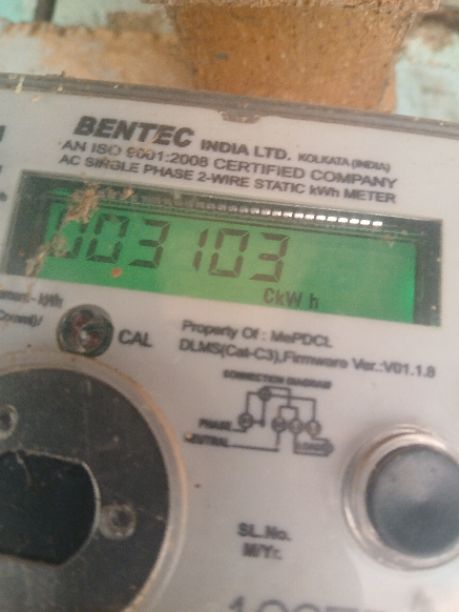 BENTEC INDIA LTD. KOLKATA (INDIA)
AN ISO 9001:2008 CERTIFIED COMPANY
AC SINGLE PHASE 2-WIRE STATIC kWh METER
003103
CkW h
CAL
Property Of : MePDCL
DLMS(Cat-C3),Firmware Ver.:V01.1.8
CONNECTION DIAGRAM
PHASE
NEUTRAL
LOAD
SL.No.
M/Yr.